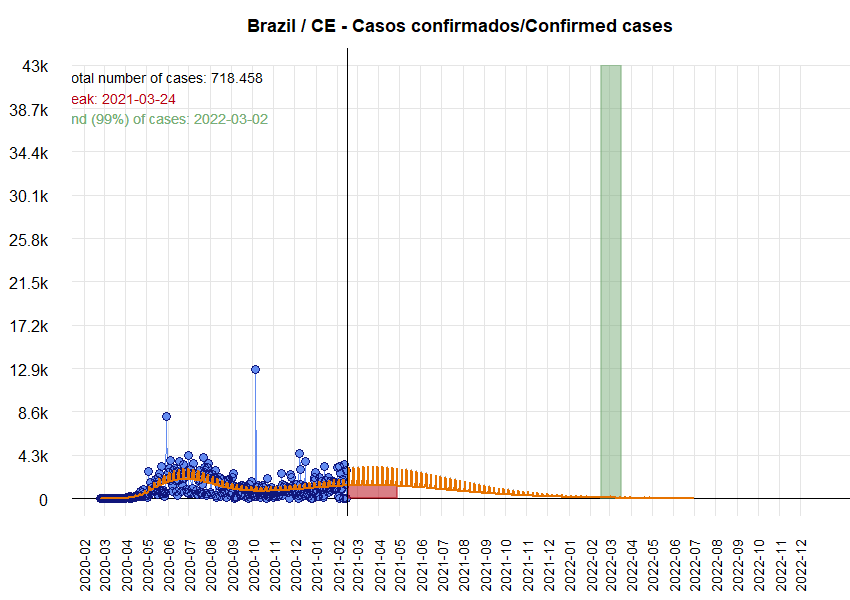 Brazil / CE - Casos confirmados/Confirmed cases
otal number of cases: 718.458
eak: 2021-03-24
nd (99%) of cases: 2022-03-02
43k
38.7k
34.4k
30.1k
25.8k
21.5k
17.2k
12.9k
8.6k
4.3k
0
2020-02
2020-03
2020-04
2020-05
2020-06
2020-07
2020-08
2020-09
2020-10
2020-11
2020-12
2021-01
2021-02
2021-03
2021-04
2021-05
2021-06
2021-07
2021-08
2021-09
2021-10
2021-11
2021-12
2022-01
2022-02
2022-03
2022-04
2022-05
2022-06
2022-07
2022-08
2022-09
2022-10
2022-11
2022-12